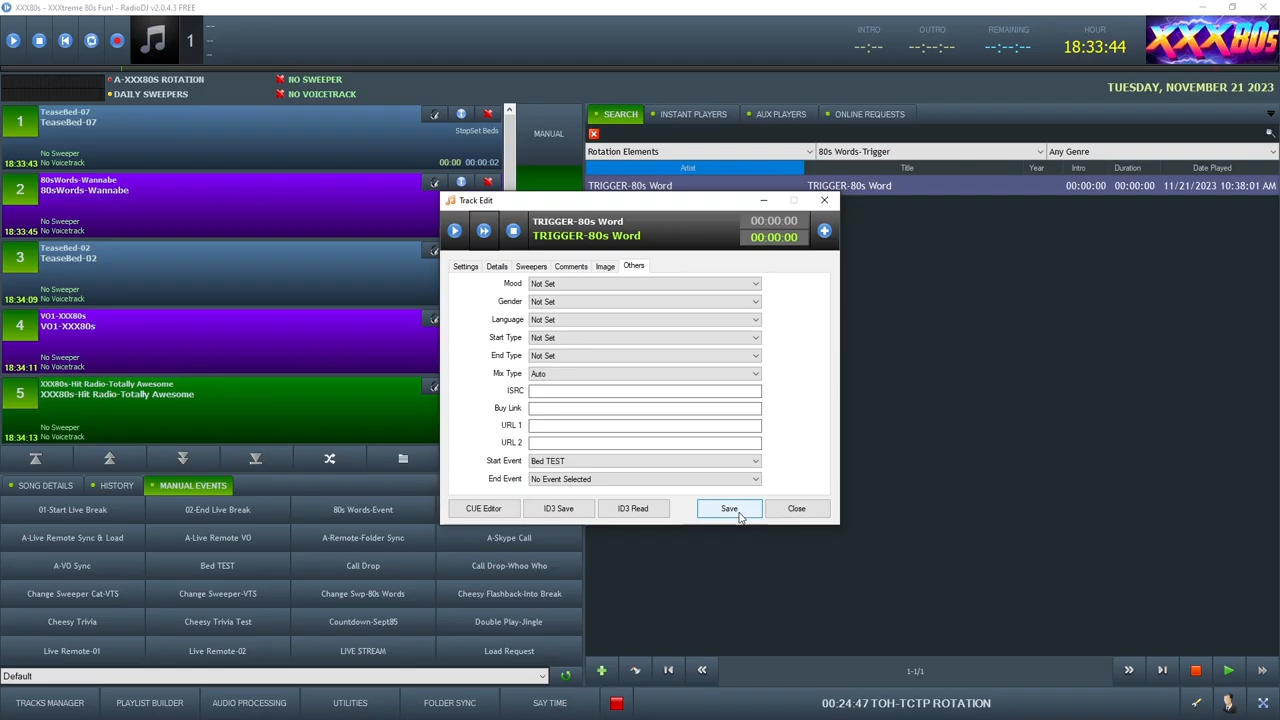 XXX80s - XXXtreme 80s Fun! - RadioDJ v2.0.4.3 FREE
1
--
--
--
INTRO
--:--
OUTRO
--:--
REMAINING
--:--:--
HOUR
18:33:44
XXX80s
A-XXX80S ROTATION
DAILY SWEEPERS
NO SWEEPER
NO VOICETRACK
TUESDAY, NOVEMBER 21 2023
1
TeaseBed-07
TeaseBed-07
StopSet Beds
No Sweeper
No Voicetrack
18:33:43
00:00 00:00:02
2
80sWords-Wannabe
80sWords-Wannabe
No Sweeper
No Voicetrack
18:33:45
3
TeaseBed-02
TeaseBed-02
No Sweeper
No Voicetrack
18:34:09
4
VO1-XXX80s
VO1-XXX80s
No Sweeper
No Voicetrack
18:34:11
5
XXX80s-Hit Radio-Totally Awesome
XXX80s-Hit Radio-Totally Awesome
No Sweeper
No Voicetrack
18:34:13
MANUAL
SEARCH
INSTANT PLAYERS
AUX PLAYERS
ONLINE REQUESTS
Rotation Elements
80s Words-Trigger
Any Genre
Artist
Title
Year
Intro
Duration
Date Played
TRIGGER-80s Word
TRIGGER-80s Word
00:00:00
00:00:00
11/21/2023 10:38:01 AM
Track Edit
TRIGGER-80s Word
TRIGGER-80s Word
00:00:00
00:00:00
Settings
Details
Sweepers
Comments
Image
Others
Mood
Not Set
Gender
Not Set
Language
Not Set
Start Type
Not Set
End Type
Not Set
Mix Type
Auto
ISRC
Buy Link
URL 1
URL 2
Start Event
Bed TEST
End Event
No Event Selected
CUE Editor
ID3 Save
ID3 Read
Save
Close
SONG DETAILS
HISTORY
MANUAL EVENTS
01-Start Live Break
02-End Live Break
80s Words-Event
A-Live Remote Sync & Load
A-Live Remote VO
A-Remote-Folder Sync
A-Skype Call
A-VO Sync
Bed TEST
Call Drop
Call Drop-Whoo Who
Change Sweeper Cat-VTS
Change Sweeper-VTS
Change Swp-80s Words
Cheesy Flashback-Into Break
Cheesy Trivia
Cheesy Trivia Test
Countdown-Sept85
Double Play-Jingle
Live Remote-01
Live Remote-02
LIVE STREAM
Load Request
Default
1-1/1
TRACKS MANAGER
PLAYLIST BUILDER
AUDIO PROCESSING
UTILITIES
FOLDER SYNC
SAY TIME
00:24:47 TOH-TCTP ROTATION